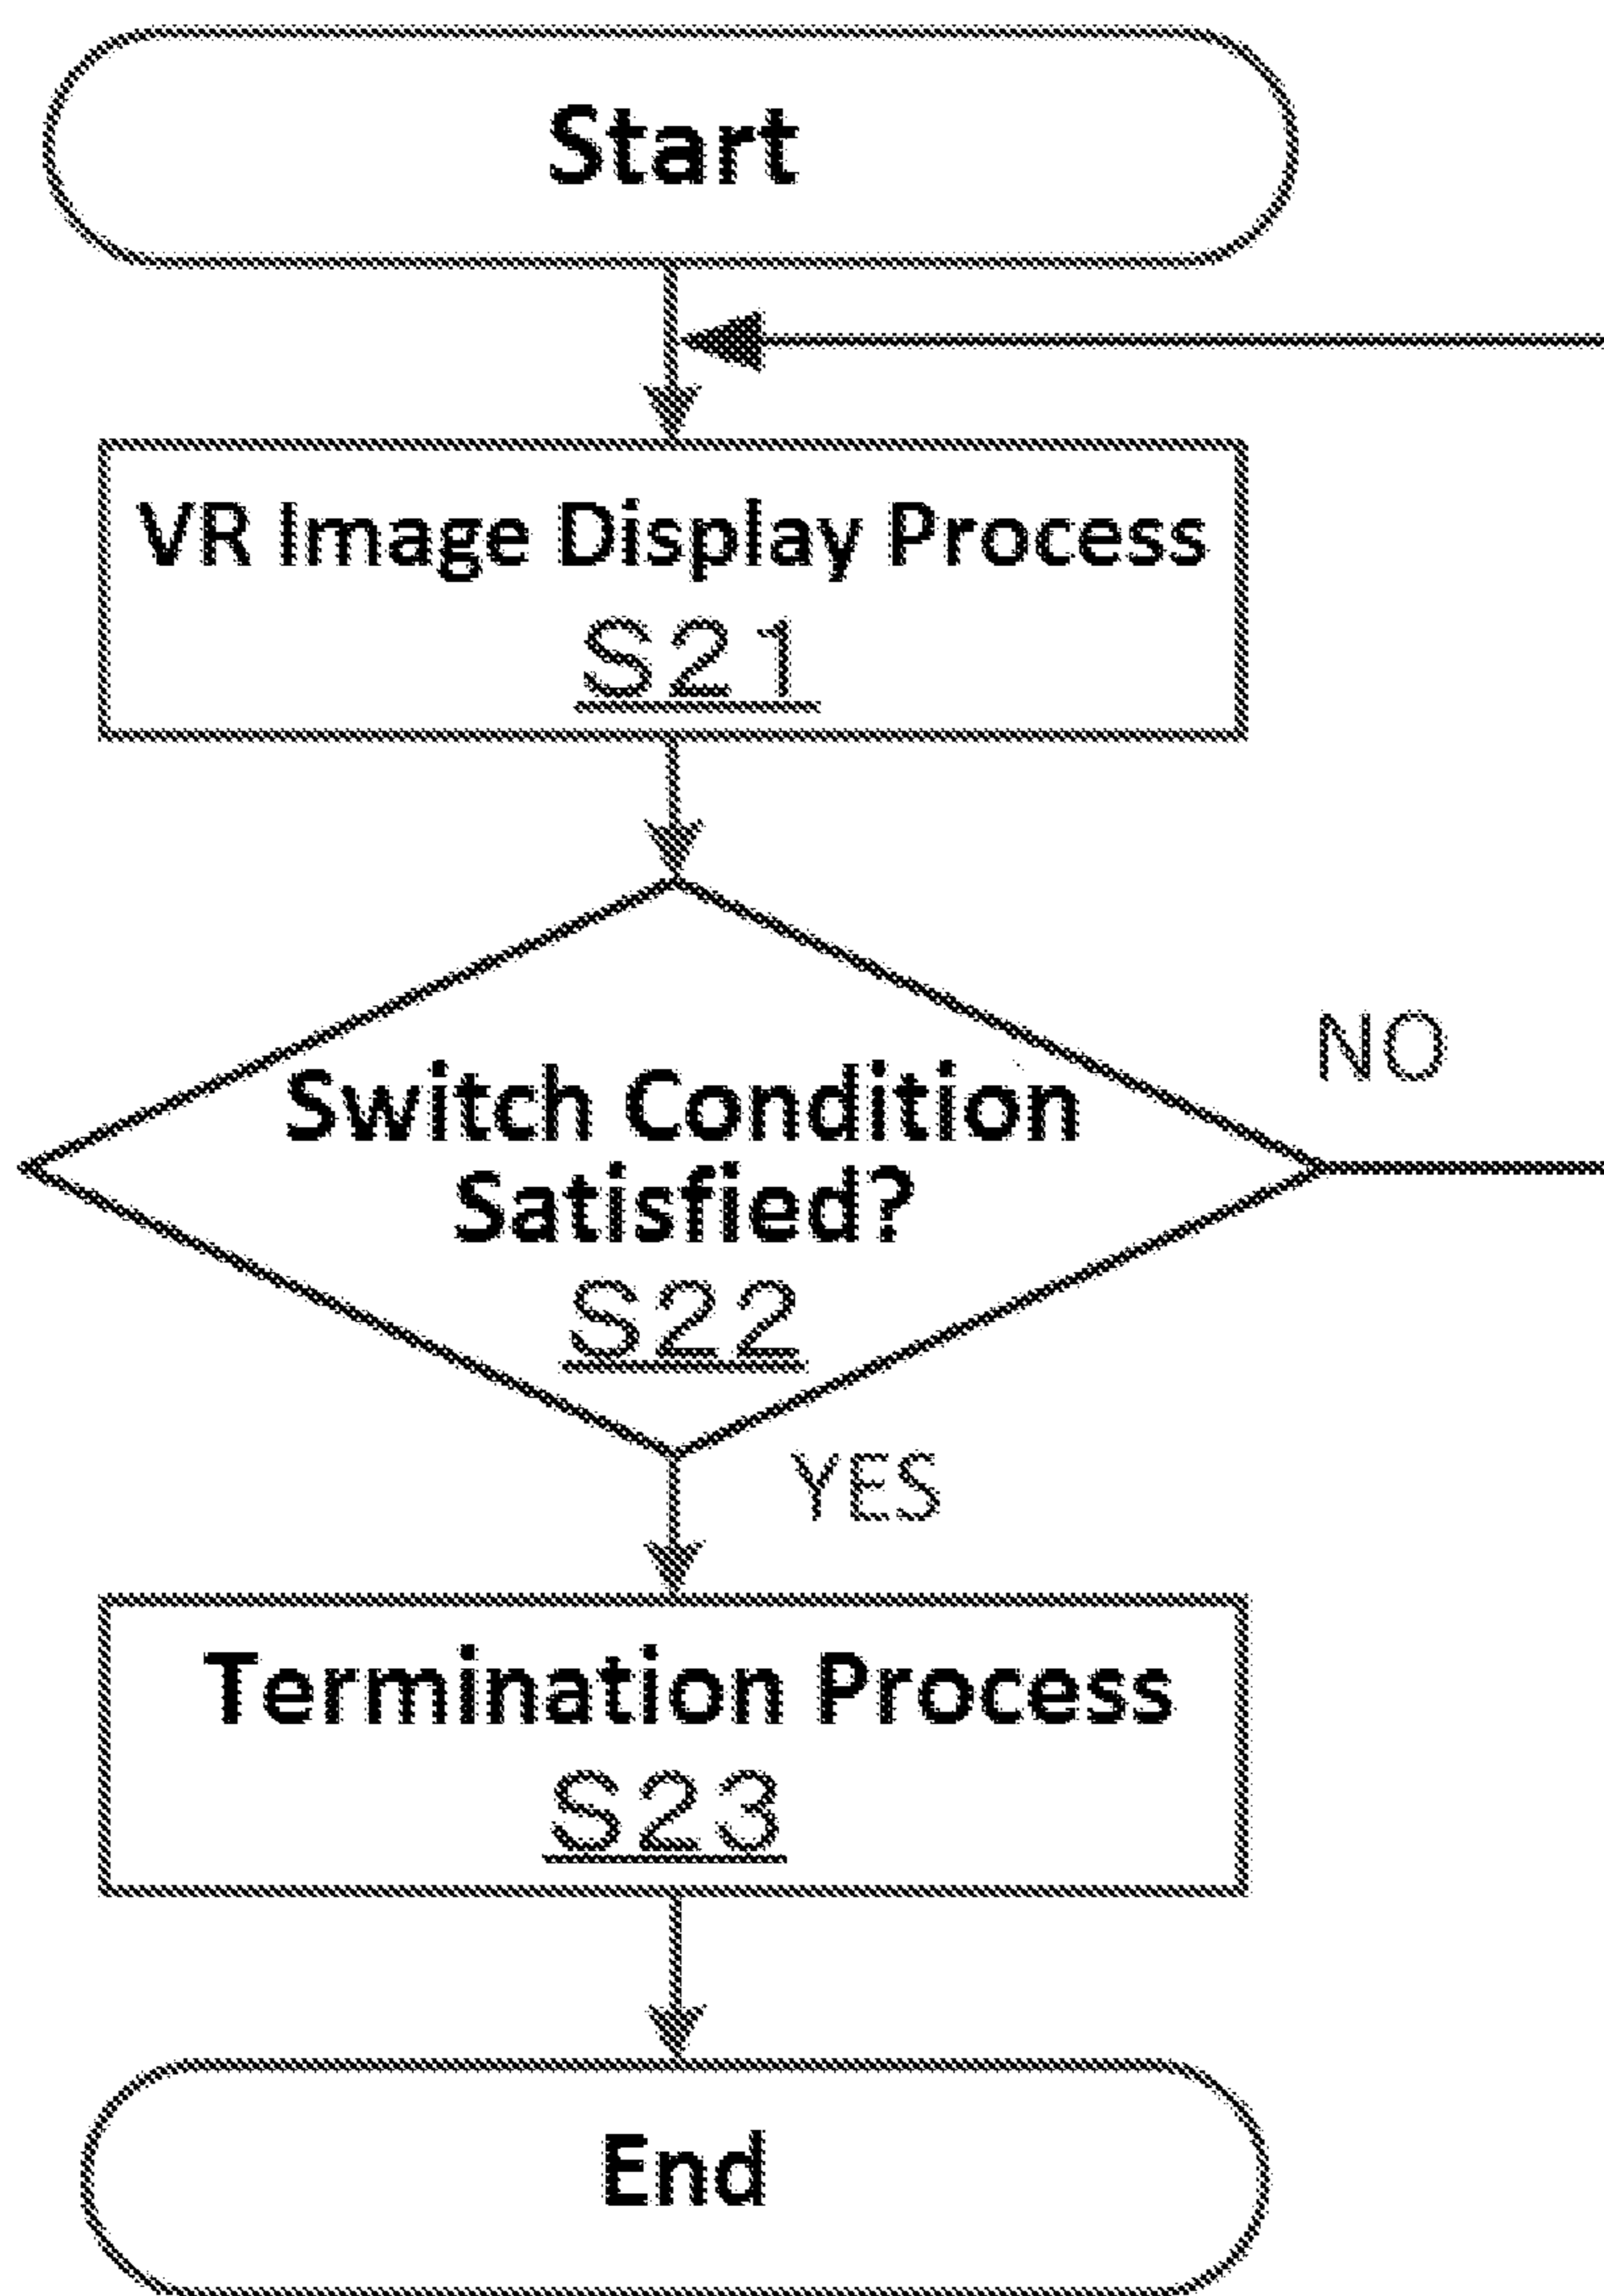 Start
VR Image Display Process
S21
Switch Condition
Satisfied?
S22
NO
YES
Termination Process
S23
End